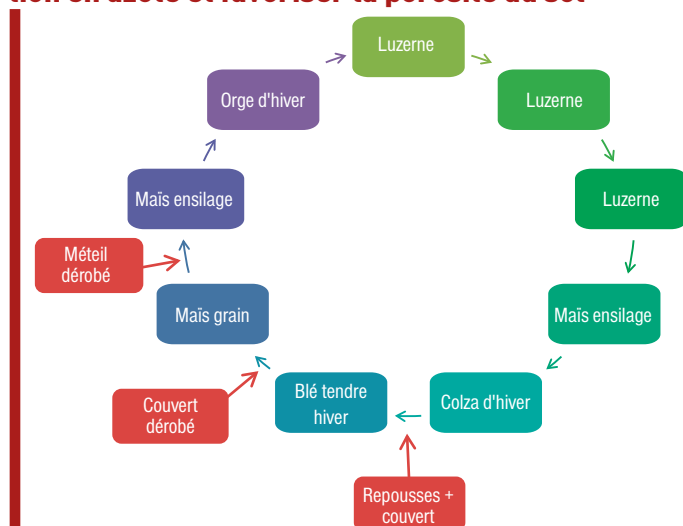 Luzerne
Orge d'hiver
Luzerne
Maïs ensilage
Luzerne
Méteil
dérobé
Maïs grain
Maïs ensilage
Couvert
dérobé
Blé tendre
hiver
Colza d'hiver
Repousses +
couvert